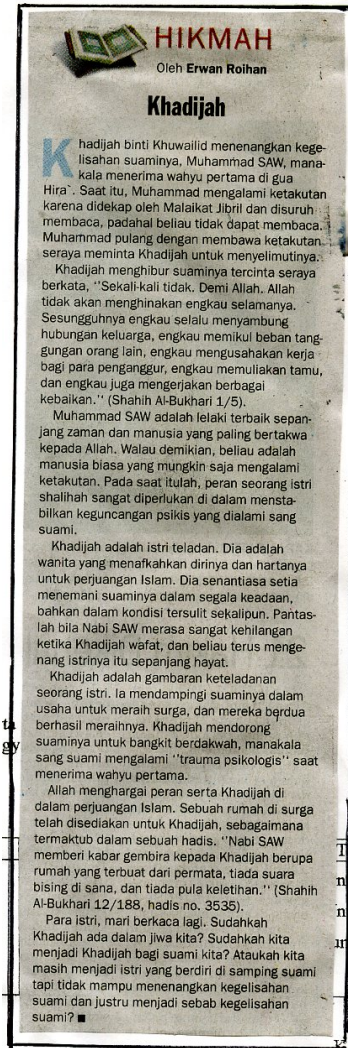 HIKMAH
Oleh Erwan Roihan
Khadijah
Khadijah binti Khuwailid menenangkan kege-
lisahan suaminya, Muhammad SAW, mana-
kala menerima wahyu pertama di gua
Hira`. Saat itu, Muhammad mengalami ketakutan
karena didekap oleh Malaikat Jibril dan disuruh
membaca, padahal beliau tidak dapat membaca.
Muhammad pulang dengan membawa ketakutan
seraya meminta Khadijah untuk menyelimutinya.
Khadijah menghibur suaminya tercinta seraya
berkata, ''Sekali-kali tidak. Demi Allah. Allah
tidak akan menghinakan engkau selamanya.
Sesungguhnya engkau selalu menyambung
hubungan keluarga, engkau memikul beban tang-
gungan orang lain, engkau mengusahakan kerja
bagi para penganggur, engkau memuliakan tamu,
dan engkau juga mengerjakan berbagai
kebaikan.'' (Shahih Al-Bukhari 1/5).
Muhammad SAW adalah lelaki terbaik sepan-
jang zaman dan manusia yang paling bertakwa
kepada Allah. Walau demikian, beliau adalah
manusia biasa yang mungkin saja mengalami
ketakutan. Pada saat itulah, peran seorang istri
shalihah sangat diperlukan di dalam mensta-
bilkan keguncangan psikis yang dialami sang
suami.
Khadijah adalah istri teladan. Dia adalah
wanita yang menafkahkan dirinya dan hartanya
untuk perjuangan Islam. Dia senantiasa setia
menemani suaminya dalam segala keadaan,
bahkan dalam kondisi tersulit sekalipun. Pantas-
lah bila Nabi SAW merasa sangat kehilangan
ketika Khadijah wafat, dan beliau terus menge-
nang istrinya itu sepanjang hayat.
Khadijah adalah gambaran keteladanan
seorang istri. Ia mendampingi suaminya dalam
usaha untuk meraih surga, dan mereka berdua
berhasil meraihnya. Khadijah mendorong
suaminya untuk bangkit berdakwah, manakala
sang suami mengalami ''trauma psikologis'' saat
menerima wahyu pertama.
Allah menghargai peran serta Khadijah di
dalam perjuangan Islam. Sebuah rumah di surga
telah disediakan untuk Khadijah, sebagaimana
termaktub dalam sebuah hadis. ''Nabi SAW
memberi kabar gembira kepada Khadijah berupa
rumah yang terbuat dari permata, tiada suara
bising di sana, dan tiada pula keletihan.'' (Shahih
Al-Bukhari 12/188, hadis no. 3535).
Para istri, mari berkaca lagi. Sudahkah
Khadijah ada dalam jiwa kita? Sudahkah kita
menjadi Khadijah bagi suami kita? Ataukah kita
masih menjadi istri yang berdiri di samping suami
tapi tidak mampu menenangkan kegelisahan
suami dan justru menjadi sebab kegelisahan
suami? ■